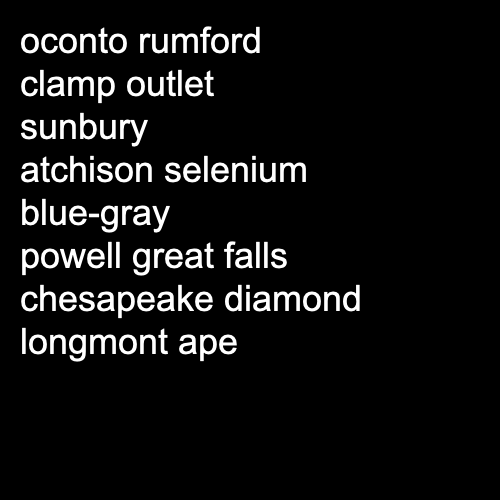 oconto rumford
clamp outlet
sunbury
atchison selenium
blue-gray
powell great falls
chesapeake diamond
longmont ape